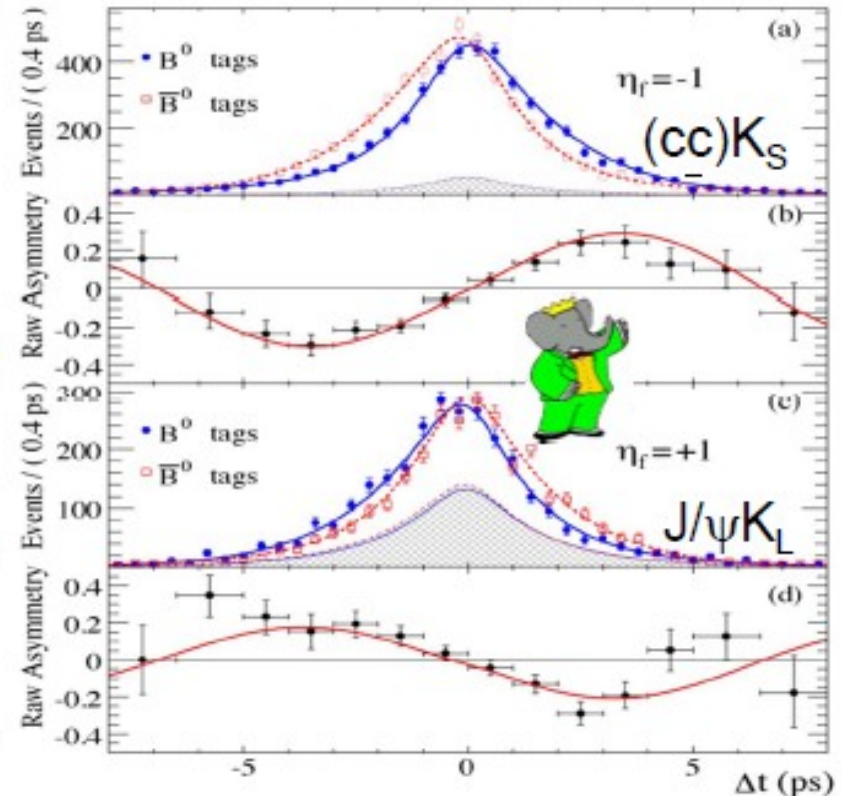 (a)
Events / ( 0.4 ps )
400
200
B⁰ tags
B̅⁰ tags
η_f=-1
(cc̲)K_S
(b)
Raw Asymmetry
0.4
0.2
0
-0.2
-0.4
(c)
Events / ( 0.4 ps )
300
200
100
B⁰ tags
B̅⁰ tags
η_f=+1
J/ψK_L
(d)
Raw Asymmetry
0.4
0.2
0
-0.2
-0.4
-5 0 5
Δt (ps)